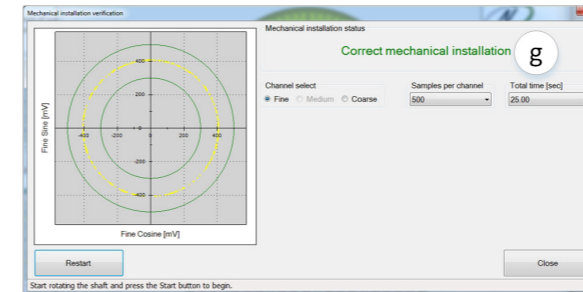 Mechanical installation verification
Mechanical installation status
Correct mechanical installation
g
Channel select
Fine Medium Coarse
Samples per channel
500
Total time [sec]
25.00
Fine Sine [mV]
400
200
-400 -200 0 200 400
-200
-400
Fine Cosine [mV]
Restart
Close
Start rotating the shaft and press the Start button to begin.